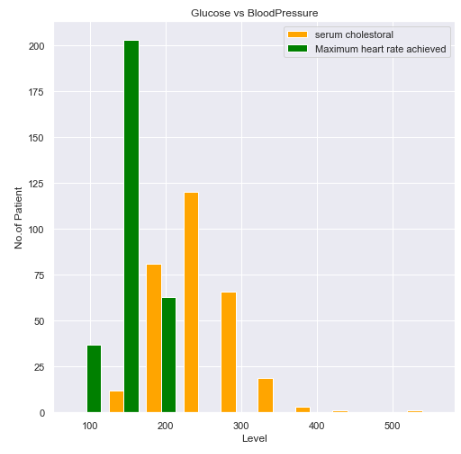 Glucose vs BloodPressure
serum cholestoral
Maximum heart rate achieved
200
175
150
125
100
75
50
25
0
No.of Patient
100 200 300 400 500
Level